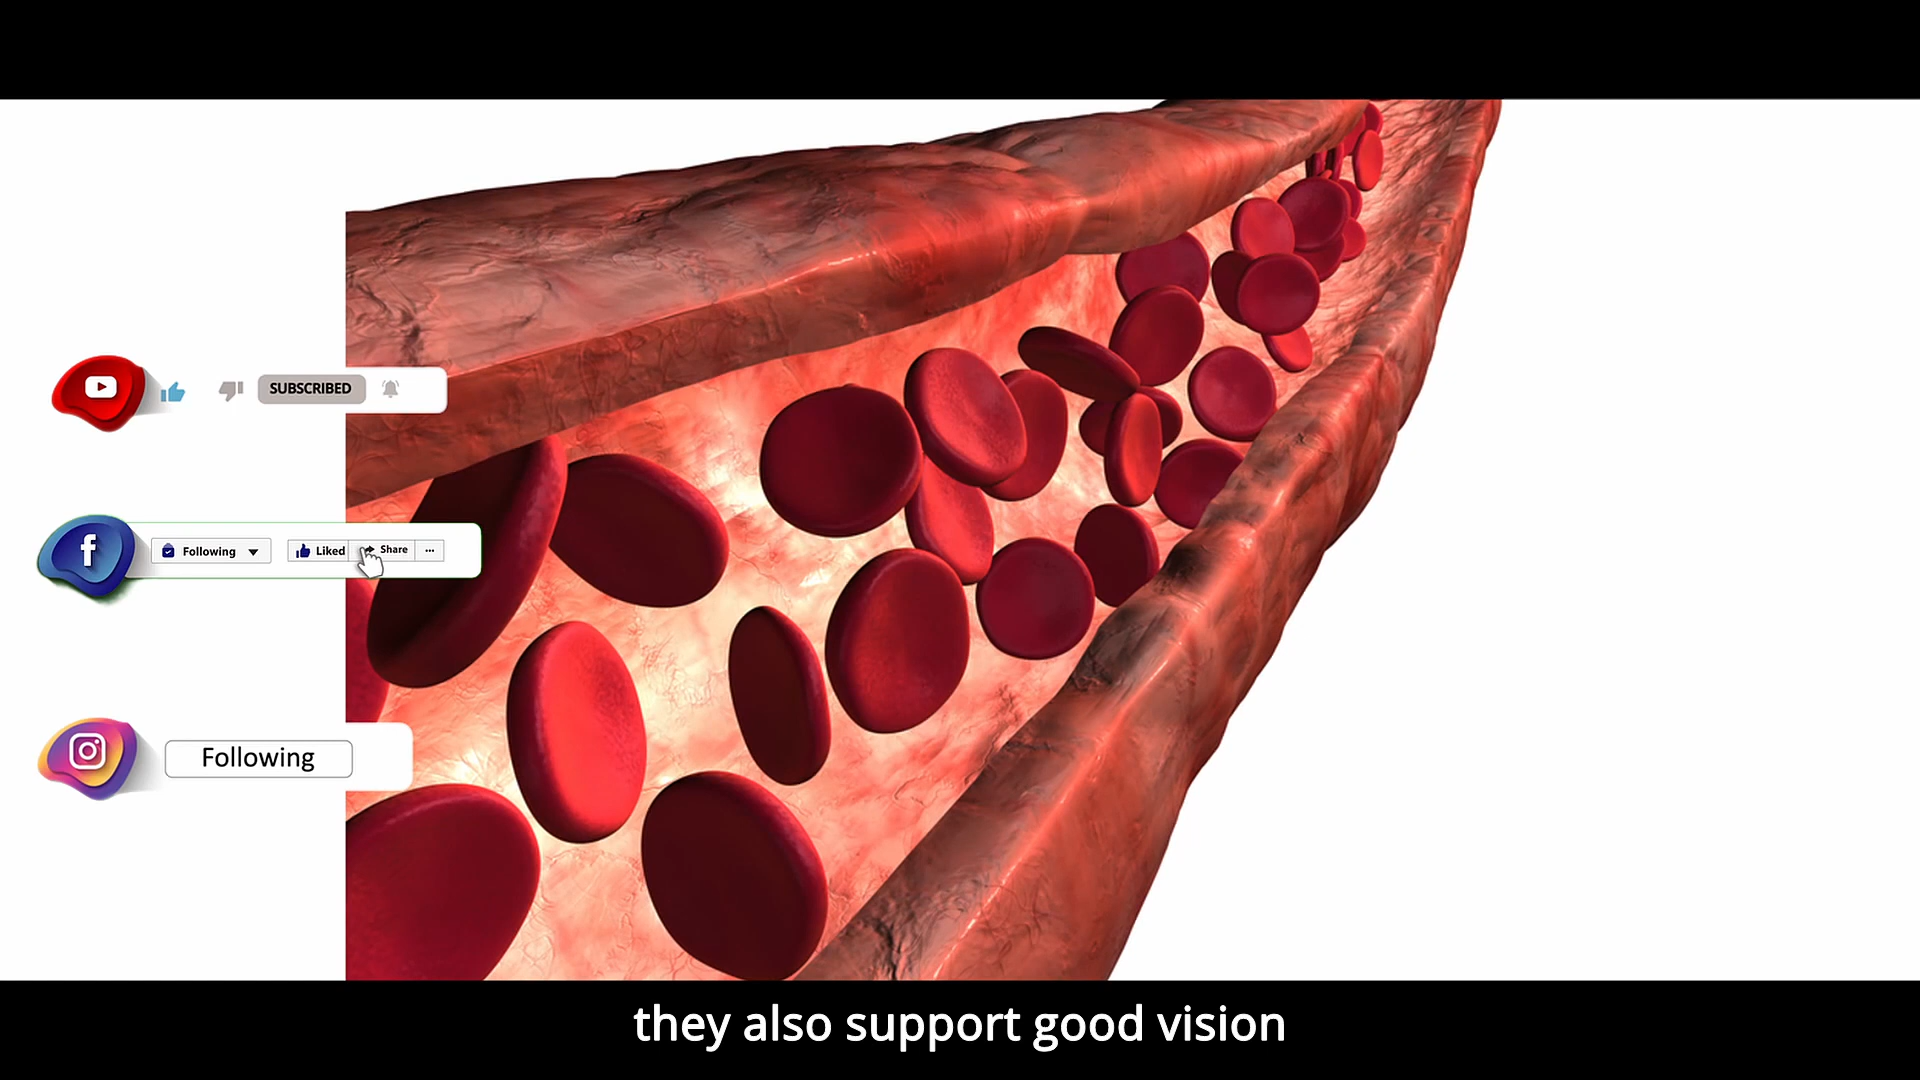 SUBSCRIBED
Following
Liked
Share
Following
they also support good vision